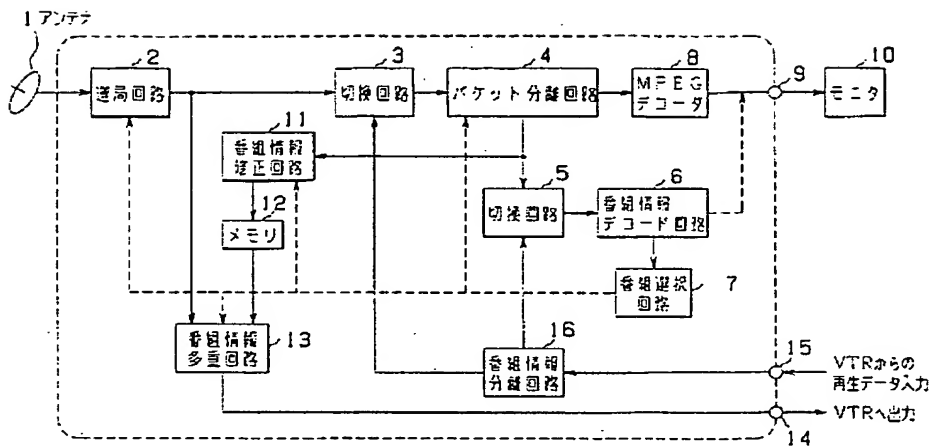 1 アンテナ
2
選局回路
3
切換回路
4
パケット分離回路
8
MPEG
デコータ
9
10
モニタ
11
番組情報
修正回路
12
メモリ
5
切換回路
6
番組情報
デコード回路
番組選択
回路
7
番組情報
多重回路
13
16
番組情報
分離回路
15
VTRからの
再生データ入力
VTRへ出力
14